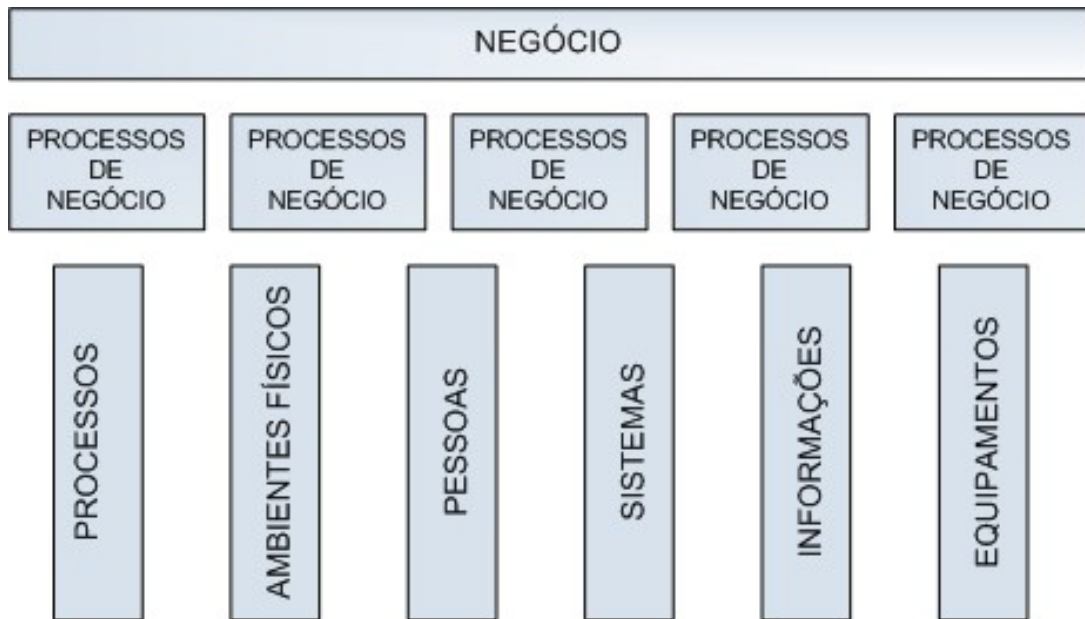 NEGÓCIO
PROCESSOS
DE
NEGÓCIO
PROCESSOS
DE
NEGÓCIO
PROCESSOS
DE
NEGÓCIO
PROCESSOS
DE
NEGÓCIO
PROCESSOS
DE
NEGÓCIO
PROCESSOS
AMBIENTES FÍSICOS
PESSOAS
SISTEMAS
INFORMAÇÕES
EQUIPAMENTOS